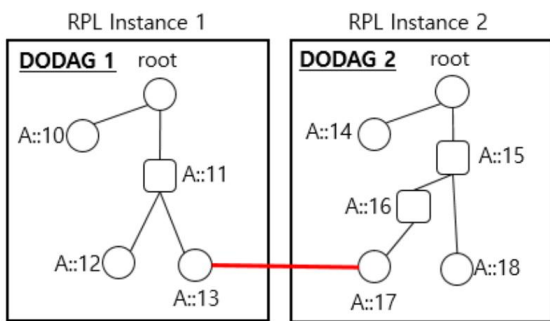 RPL Instance 1
RPL Instance 2
DODAG 1 root
DODAG 2 root
A::10
A::14
A::11
A::15
A::16
A::12
A::13
A::17
A::18